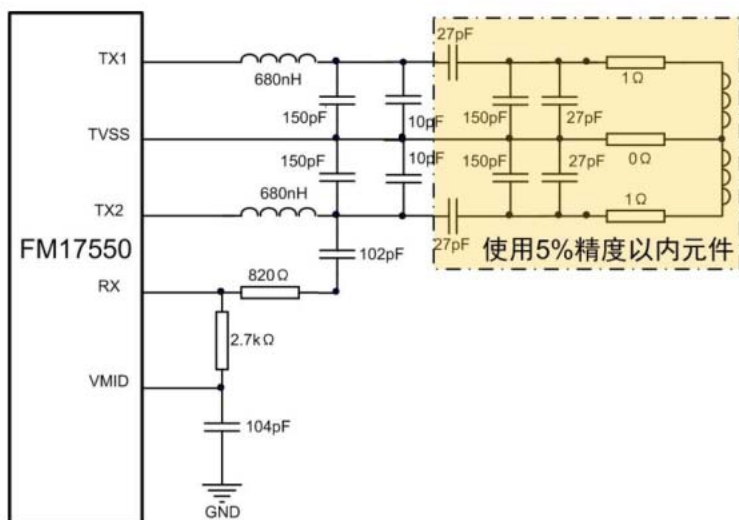 27pF
TX1
680nH
1Ω
150pF
10pF
150pF
27pF
TVSS
150pF
10pF
150pF
27pF
0Ω
680nH
TX2
1Ω
FM17550
27pF
使用5%精度以内元件
102pF
820Ω
RX
2.7kΩ
VMID
104pF
GND